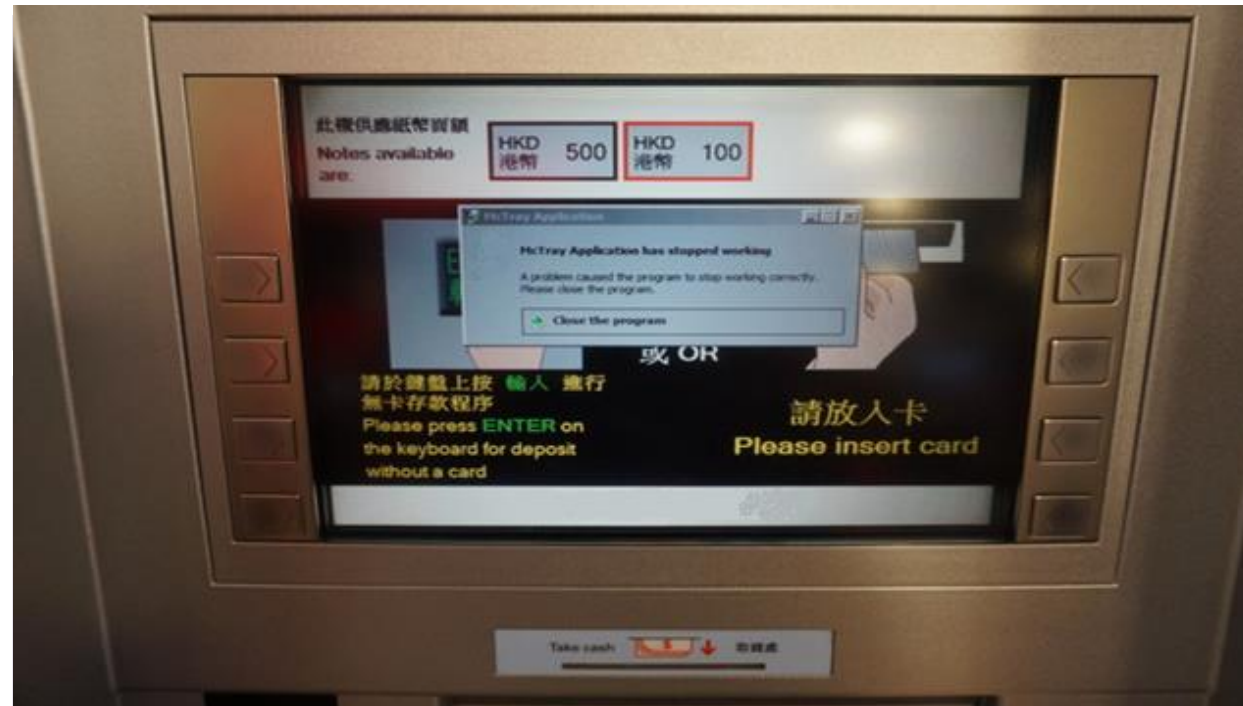 此機供應紙幣面額
Notes available
are:
HKD
港幣 500
HKD
港幣 100
McTray Application
McTray Application has stopped working
A problem caused the program to stop working correctly.
Please close the program.
Close the program
或 OR
請於鍵盤上按 輸入 進行
無卡存款程序
Please press ENTER on
the keyboard for deposit
without a card
請放入卡
Please insert card
Take cash